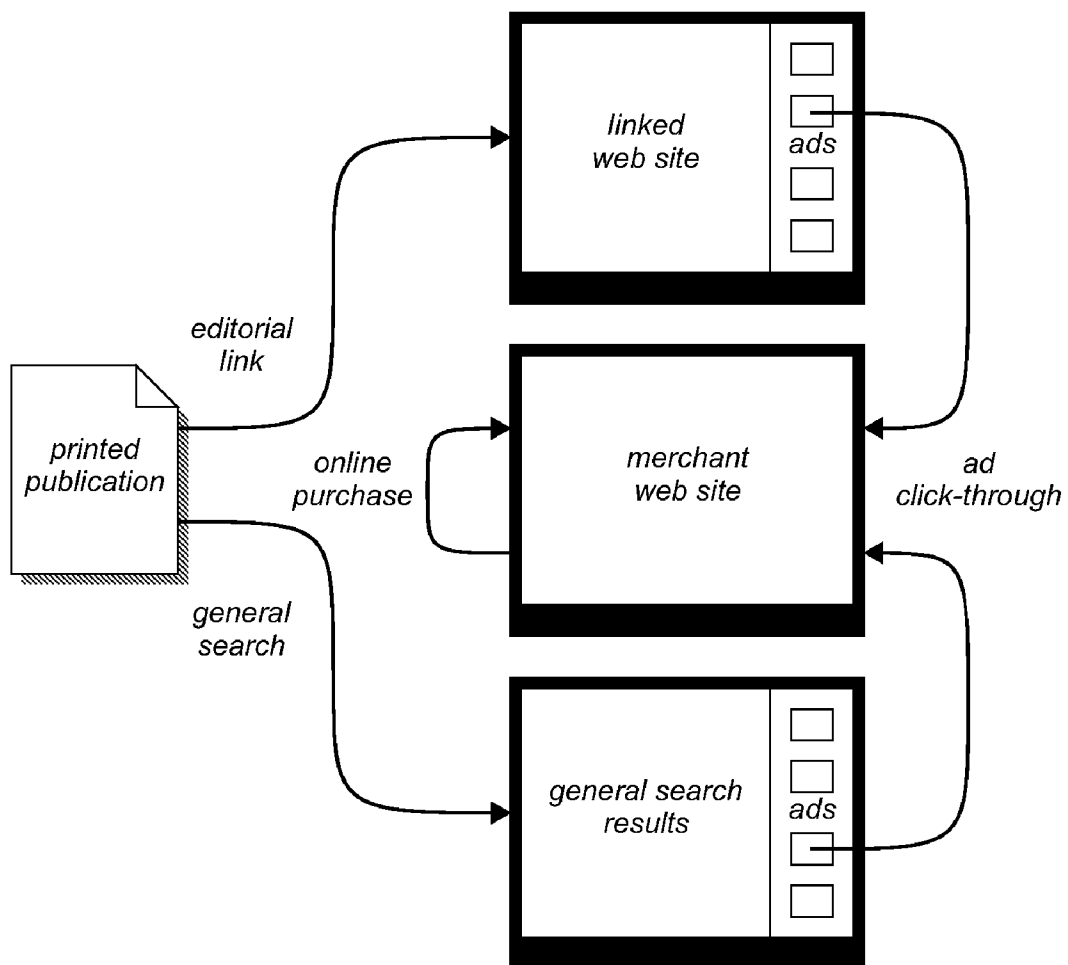 linked
web site
ads
editorial
link
printed
publication
online
purchase
merchant
web site
ad
click-through
general
search
general search
results
ads